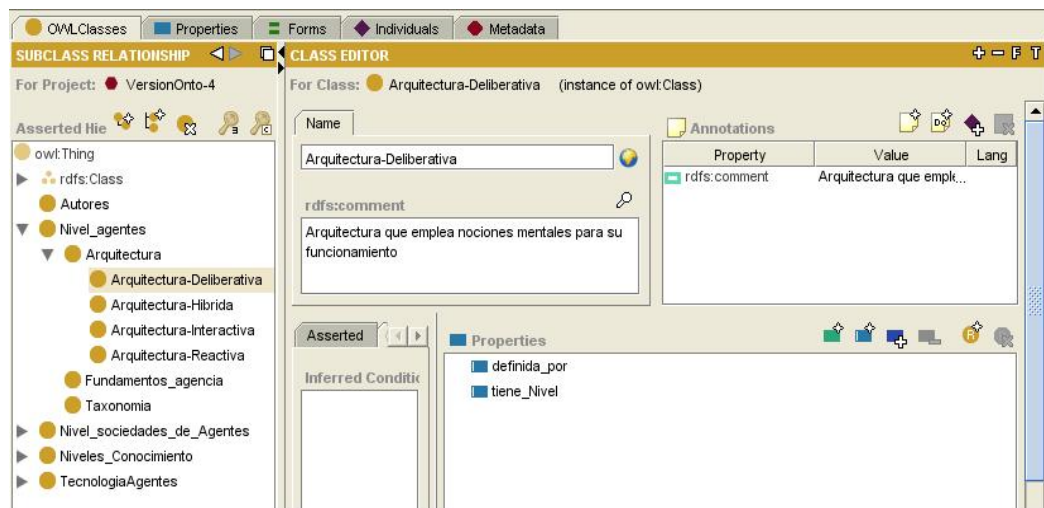 OWLClasses Properties Forms Individuals Metadata
SUBCLASS RELATIONSHIP
For Project: VersionOnto-4
Asserted Hie
owl:Thing
rdfs:Class
Autores
Nivel_agentes
Arquitectura
Arquitectura-Deliberativa
Arquitectura-Hibrida
Arquitectura-Interactiva
Arquitectura-Reactiva
Fundamentos_agencia
Taxonomia
Nivel_sociedades_de_Agentes
Niveles_Conocimiento
TecnologiaAgentes
CLASS EDITOR
F T
For Class: Arquitectura-Deliberativa (instance of owl:Class)
Name
Arquitectura-Deliberativa
rdfs:comment
Arquitectura que emplea nociones mentales para su
funcionamiento
Annotations
Property Value Lang
rdfs:comment Arquitectura que emple...
Asserted
Inferred Conditic
Properties
definida_por
tiene_Nivel